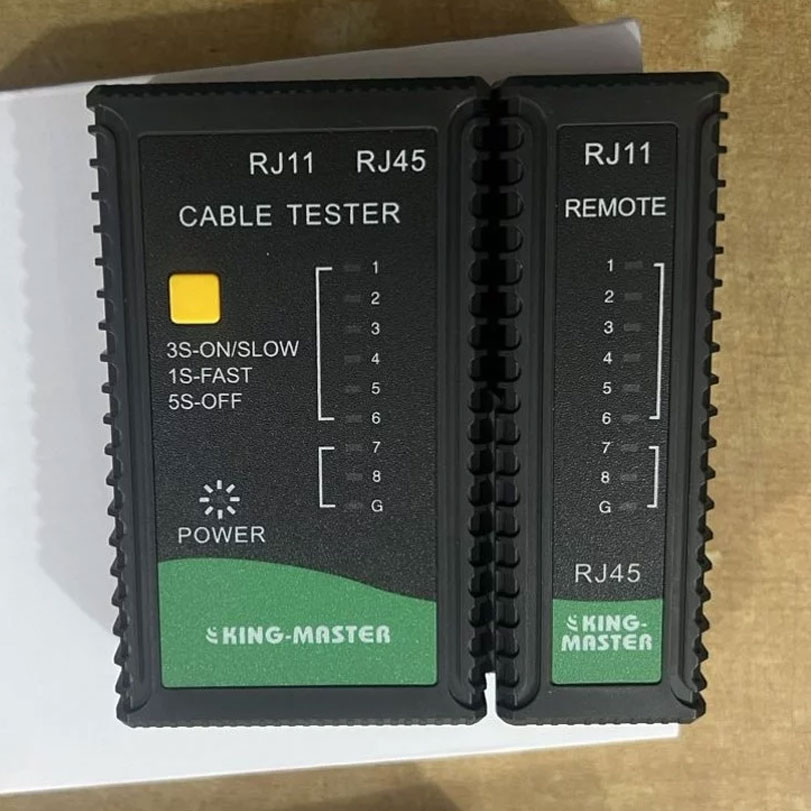 RJ11 RJ45
CABLE TESTER
3S-ON/SLOW
1S-FAST
5S-OFF
1
2
3
4
5
6
7
8
G
POWER
KING-MASTER
RJ11
REMOTE
1
2
3
4
5
6
7
8
G
RJ45
KING-
MASTER